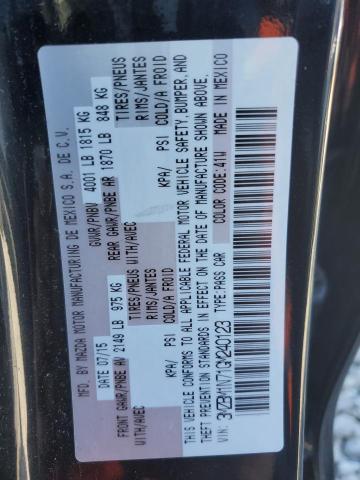 MFD. BY MAZDA MOTOR MANUFACTURING DE MEXICO S.A. DE C.V.
DATE 07/15 GVWR/PNBV 4001 LB 1815 KG
FRONT GAWR/PNBE AV 2149 LB 975 KG REAR GAWR/PNBE AR 1870 LB 848 KG
WITH/AVEC TIRES/PNEUS WITH/AVEC TIRES/PNEUS
RIMS/JANTES RIMS/JANTES
KPA/ PSI COLD/A FROID KPA/ PSI COLD/A FROID
THIS VEHICLE CONFORMS TO ALL APPLICABLE FEDERAL MOTOR VEHICLE SAFETY, BUMPER, AND
THEFT PREVENTION STANDARDS IN EFFECT ON THE DATE OF MANUFACTURE SHOWN ABOVE.
VIN: 3MZBM1V71GM240123 TYPE:PASS CAR COLOR: 41W MADE IN MEXICO